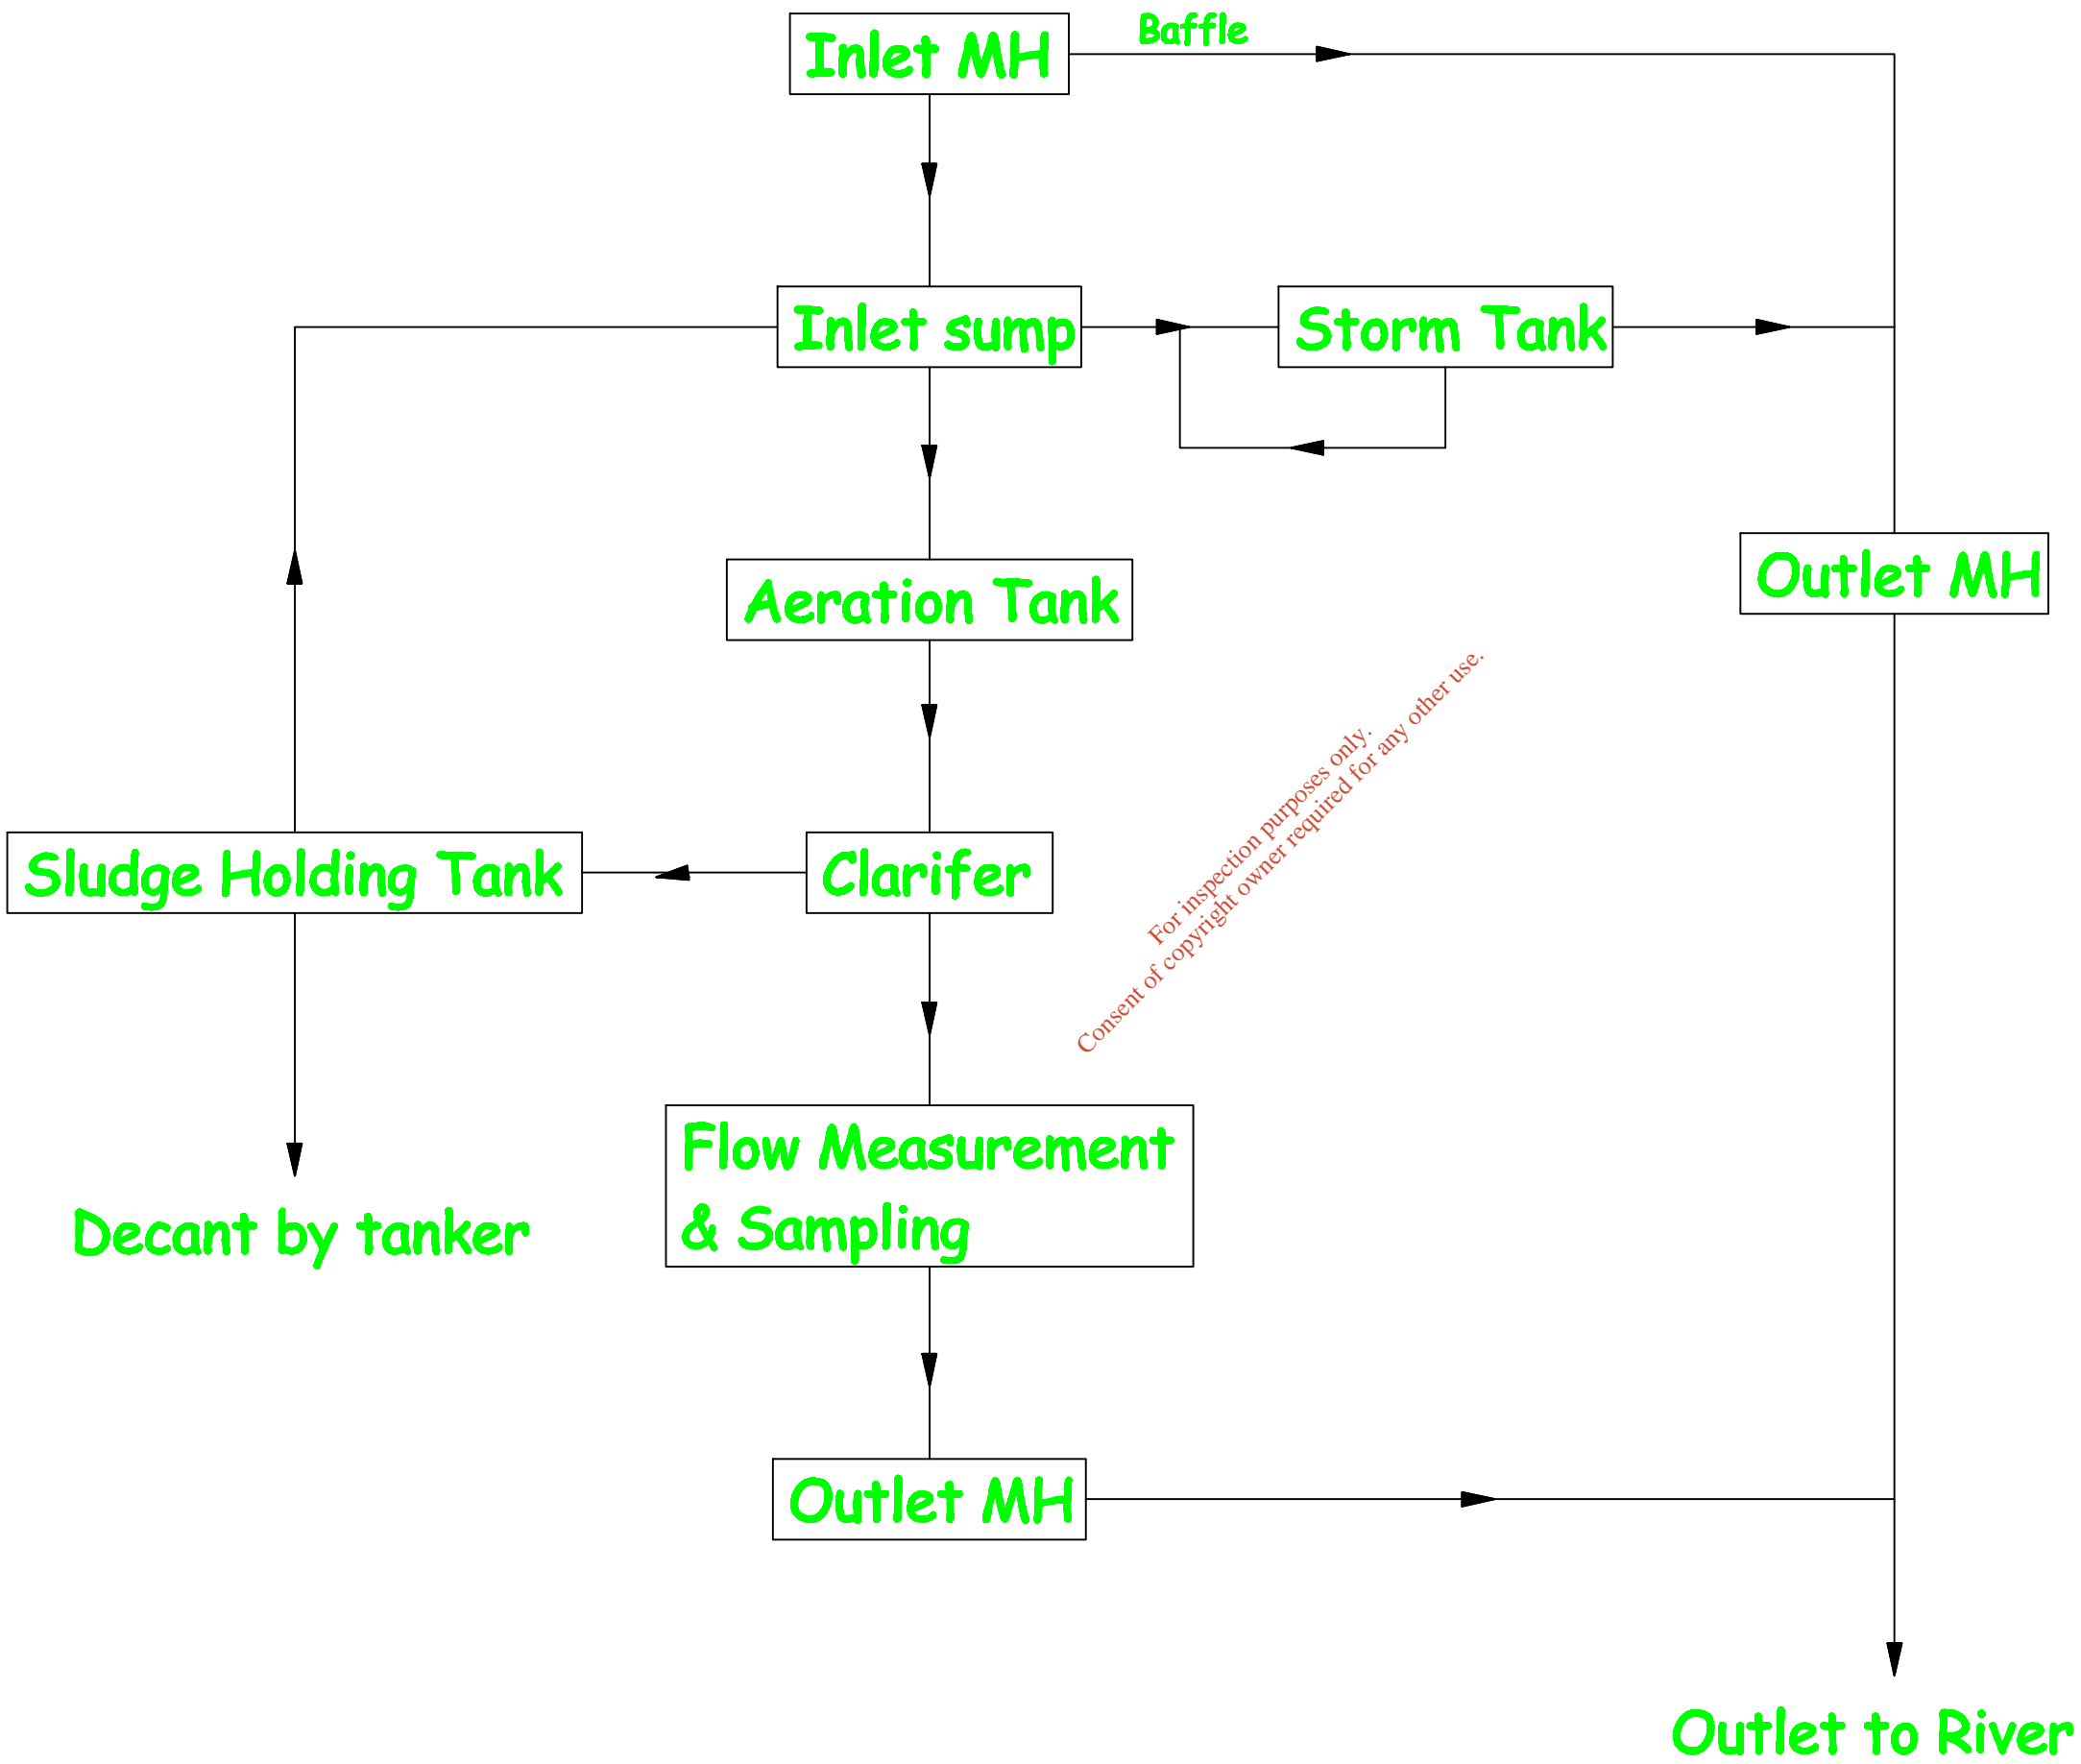 Inlet MH
Baffle
Inlet sump
Storm Tank
Aeration Tank
Outlet MH
For inspection purposes only.
Consent of copyright owner required for any other use.
Sludge Holding Tank
Clarifer
Flow Measurement
& Sampling
Decant by tanker
Outlet MH
Outlet to River